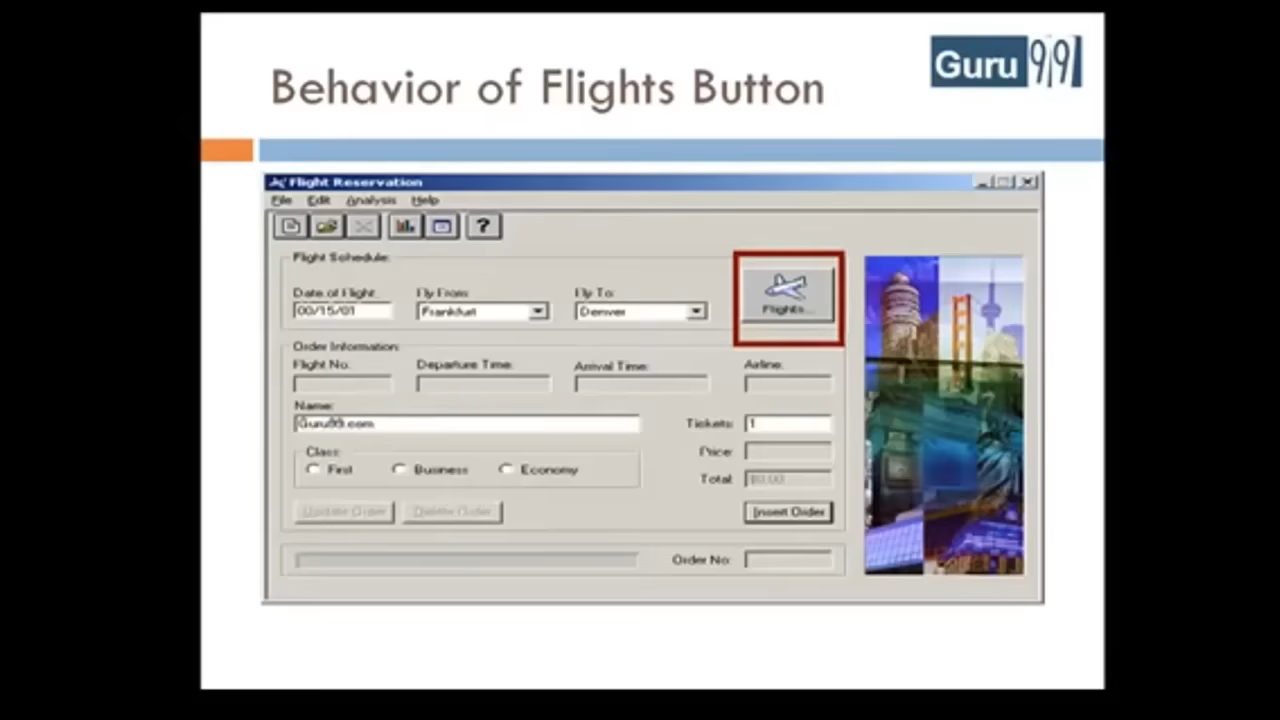 Behavior of Flights Button
Guru99
Flight Reservation
File Edit Analysis Help
?
Flight Schedule:
Date of Flight: Fly From: Fly To:
00/15/01 Frankfurt Denver
Flights...
Order Information:
Flight No: Departure Time: Arrival Time: Airline:
Name:
Guru99.com
Tickets: 1
Class:
First Business Economy
Price:
Total: $0.00
Update Order Delete Order Insert Order
Order No: